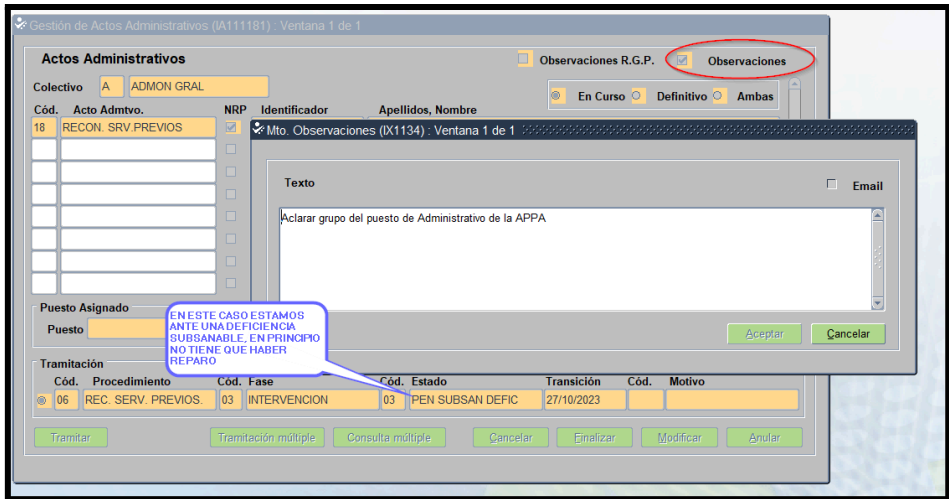 Gestión de Actos Administrativos (IA111181) : Ventana 1 de 1
Actos Administrativos
Observaciones R.G.P.
Observaciones
Colectivo A ADMON GRAL
En Curso Definitivo Ambas
Cód. Acto Admtvo. NRP Identificador Apellidos, Nombre
18 RECON. SRV.PREVIOS
Mto. Observaciones (IX1134) : Ventana 1 de 1
Texto
Email
Aclarar grupo del puesto de Administrativo de la APPA
Aceptar Cancelar
Puesto Asignado
Puesto
EN ESTE CASO ESTAMOS
ANTE UNA DEFICIENCIA
SUBSANABLE, EN PRINCIPIO
NO TIENE QUE HABER
REPARO
Tramitación
Cód. Procedimiento Cód. Fase Cód. Estado Transición Cód. Motivo
06 REC. SERV. PREVIOS. 03 INTERVENCION 03 PEN SUBSAN DEFIC 27/10/2023
Tramitar Tramitación múltiple Consulta múltiple Cancelar Finalizar Modificar Anular